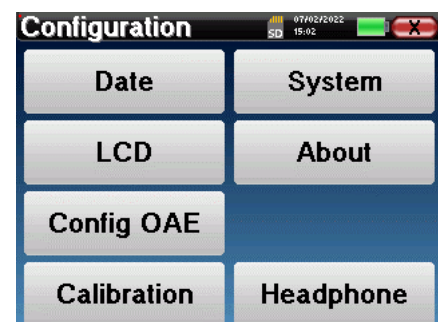 Configuration
SD
07/02/2022
15:02
X
Date
System
LCD
About
Config OAE
Calibration
Headphone